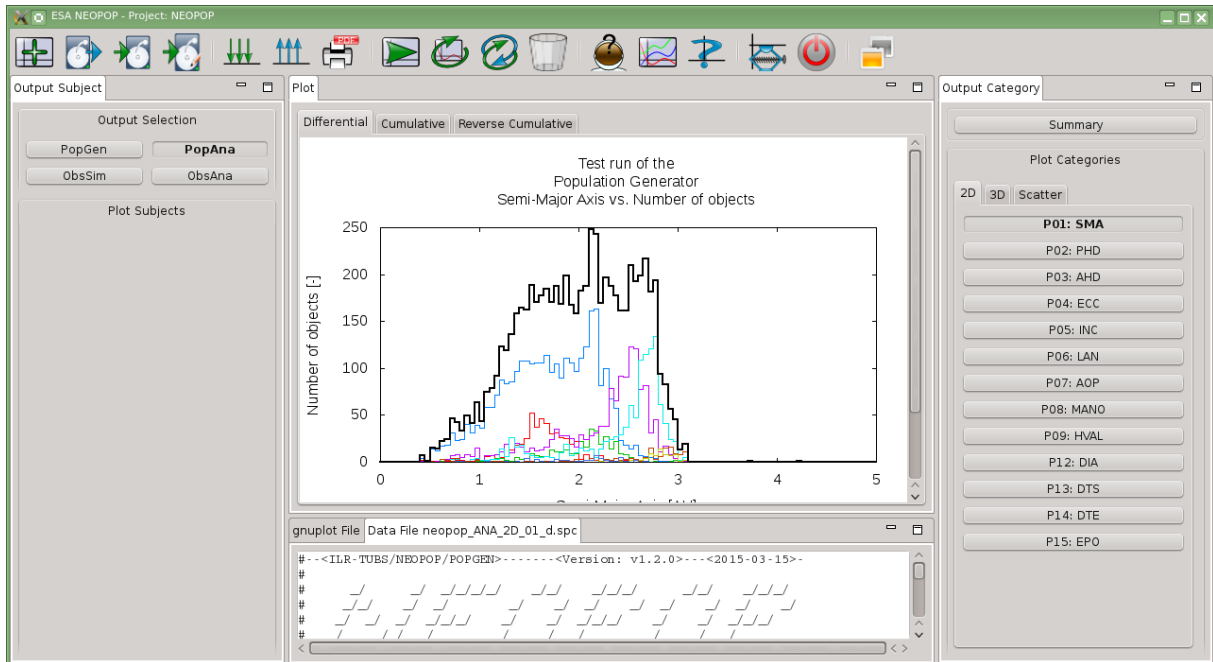 ESA NEOPOP - Project: NEOPOP
PDF
Output Subject
Output Selection
PopGen
PopAna
ObsSim
ObsAna
Plot Subjects
Plot
Differential
Cumulative
Reverse Cumulative
Test run of the
Population Generator
Semi-Major Axis vs. Number of objects
Number of objects [-]
250
200
150
100
50
0
0 1 2 3 4 5
Semi-Major Axis [AU]
gnuplot File
Data File neopop_ANA_2D_01_d.spc
#--<ILR-TUBS/NEOPOP/POPGEN>-------<Version: v1.2.0>---<2015-03-15>-
#
#
#
#
#
Output Category
Summary
Plot Categories
2D
3D
Scatter
P01: SMA
P02: PHD
P03: AHD
P04: ECC
P05: INC
P06: LAN
P07: AOP
P08: MANO
P09: HVAL
P12: DIA
P13: DTS
P14: DTE
P15: EPO